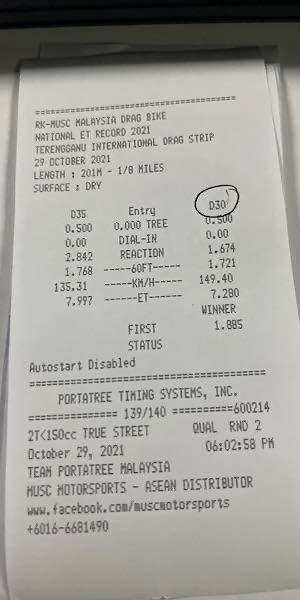 ====================================
RK-MUSC MALAYSIA DRAG BIKE
NATIONAL ET RECORD 2021
TERENGGANU INTERNATIONAL DRAG STRIP
29 OCTOBER 2021
LENGTH : 201M - 1/8 MILES
SURFACE : DRY
D35 Entry D30
0.500 0.000 TREE 0.500
0.00 DIAL-IN 0.00
2.842 REACTION 1.674
1.768 -----60FT----- 1.721
135.31 -----KM/H----- 149.40
7.997 ------ET------ 7.280
WINNER
FIRST 1.885
STATUS
Autostart Disabled
========================================
PORTATREE TIMING SYSTEMS, INC.
=============== 139/140 ==========600214
2T<150cc TRUE STREET QUAL RND 2
October 29, 2021 06:02:58 PM
TEAM PORTATREE MALAYSIA
MUSC MOTORSPORTS - ASEAN DISTRIBUTOR
www.facebook.com/muscmotorsports
+6016-6681490